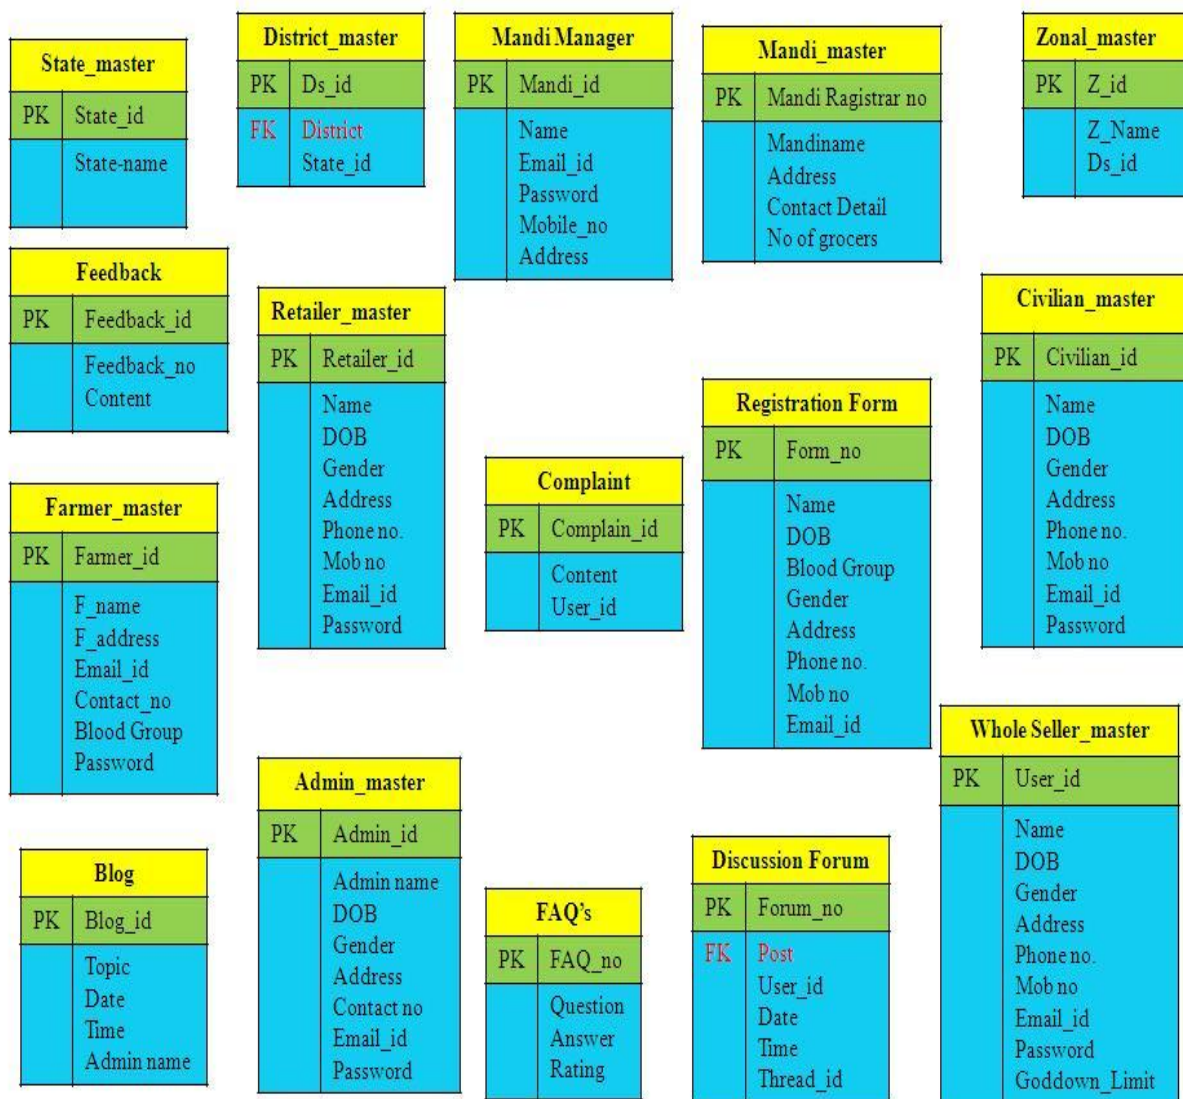 State_master
PK State_id
State-name
District_master
PK Ds_id
FK District
State_id
Mandi Manager
PK Mandi_id
Name
Email_id
Password
Mobile_no
Address
Mandi_master
PK Mandi Ragistrar no
Mandiname
Address
Contact Detail
No of grocers
Zonal_master
PK Z_id
Z_Name
Ds_id
Feedback
PK Feedback_id
Feedback_no
Content
Retailer_master
PK Retailer_id
Name
DOB
Gender
Address
Phone no.
Mob no
Email_id
Password
Complaint
PK Complain_id
Content
User_id
Registration Form
PK Form_no
Name
DOB
Blood Group
Gender
Address
Phone no.
Mob no
Email_id
Civilian_master
PK Civilian_id
Name
DOB
Gender
Address
Phone no.
Mob no
Email_id
Password
Farmer_master
PK Farmer_id
F_name
F_address
Email_id
Contact_no
Blood Group
Password
Admin_master
PK Admin_id
Admin name
DOB
Gender
Address
Contact no
Email_id
Password
Whole Seller_master
PK User_id
Name
DOB
Gender
Address
Phone no.
Mob no
Email_id
Password
Goddown_Limit
Blog
PK Blog_id
Topic
Date
Time
Admin name
FAQ's
PK FAQ_no
Question
Answer
Rating
Discussion Forum
PK Forum_no
FK Post
User_id
Date
Time
Thread_id